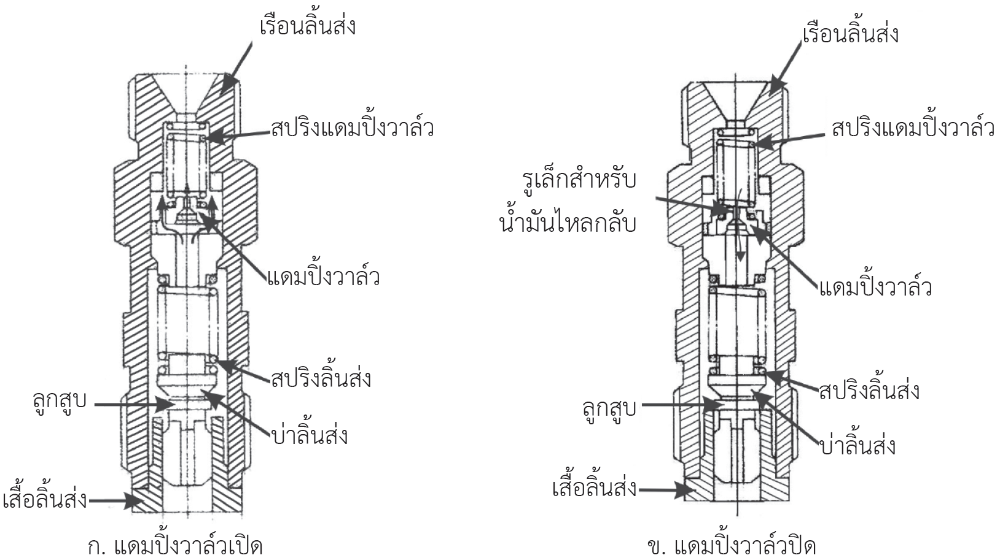 เรือนลิ้นส่ง
สปริงแดมปิ้งวาล์ว
แดมปิ้งวาล์ว
สปริงลิ้นส่ง
ลูกสูบ
บ่าลิ้นส่ง
เสื้อลิ้นส่ง
ก. แดมปิ้งวาล์วเปิด
เรือนลิ้นส่ง
สปริงแดมปิ้งวาล์ว
รูเล็กสำหรับ
น้ำมันไหลกลับ
แดมปิ้งวาล์ว
สปริงลิ้นส่ง
ลูกสูบ
บ่าลิ้นส่ง
เสื้อลิ้นส่ง
ข. แดมปิ้งวาล์วปิด